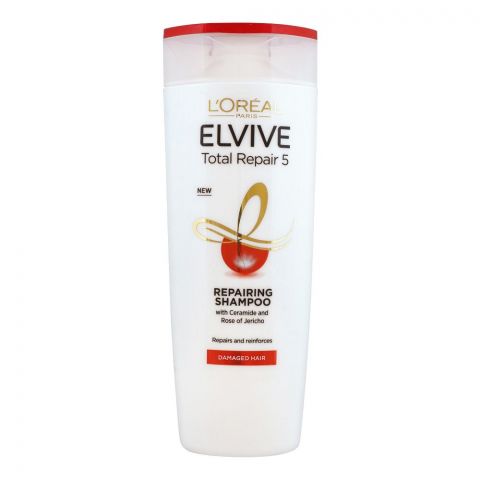 L'ORÉAL
PARIS
ELVIVE
Total Repair 5
NEW
REPAIRING
SHAMPOO
with Ceramide and
Rose of Jericho
Repairs and reinforces
DAMAGED HAIR